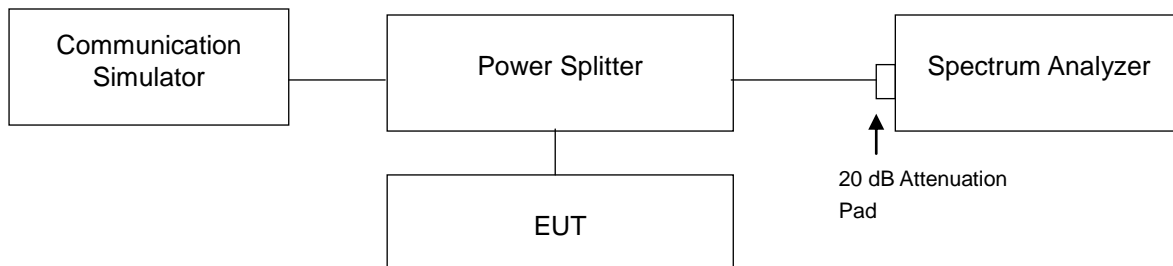 Communication
Simulator
Power Splitter
Spectrum Analyzer
20 dB Attenuation
Pad
EUT